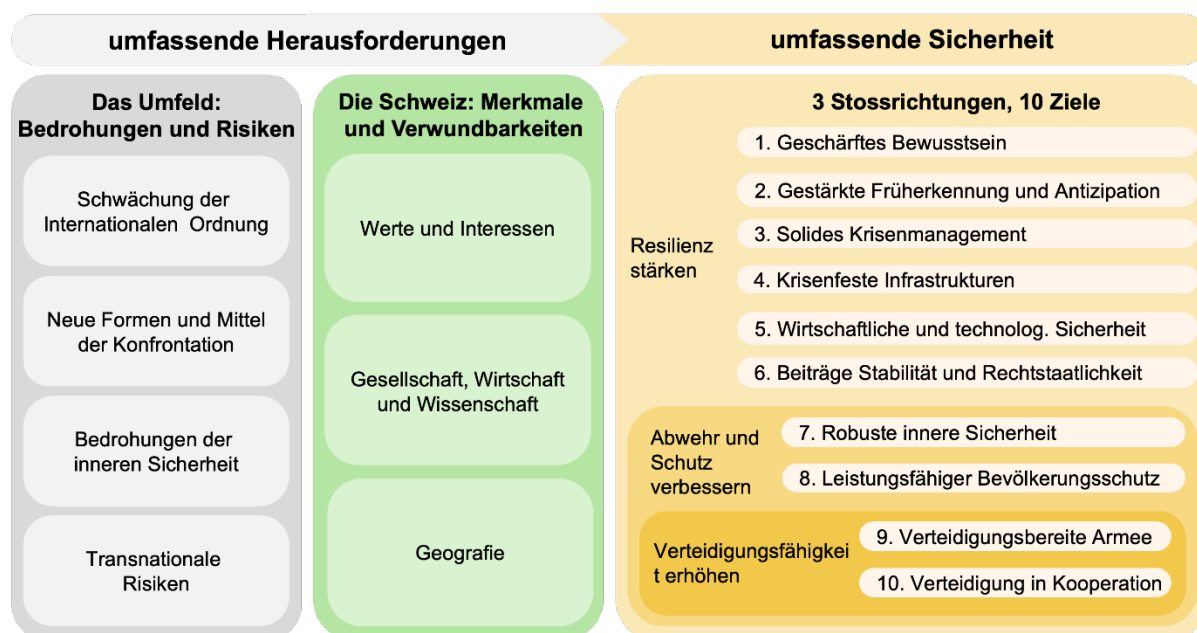 umfassende Herausforderungen
umfassende Sicherheit
Das Umfeld:
Bedrohungen und Risiken
Schwächung der
Internationalen Ordnung
Neue Formen und Mittel
der Konfrontation
Bedrohungen der
inneren Sicherheit
Transnationale
Risiken
Die Schweiz: Merkmale
und Verwundbarkeiten
Werte und Interessen
Gesellschaft, Wirtschaft
und Wissenschaft
Geografie
3 Stossrichtungen, 10 Ziele
Resilienz
stärken
1. Geschärftes Bewusstsein
2. Gestärkte Früherkennung und Antizipation
3. Solides Krisenmanagement
4. Krisenfeste Infrastrukturen
5. Wirtschaftliche und technolog. Sicherheit
6. Beiträge Stabilität und Rechtstaatlichkeit
Abwehr und
Schutz
verbessern
7. Robuste innere Sicherheit
8. Leistungsfähiger Bevölkerungsschutz
Verteidigungsfähigkei
t erhöhen
9. Verteidigungsbereite Armee
10. Verteidigung in Kooperation